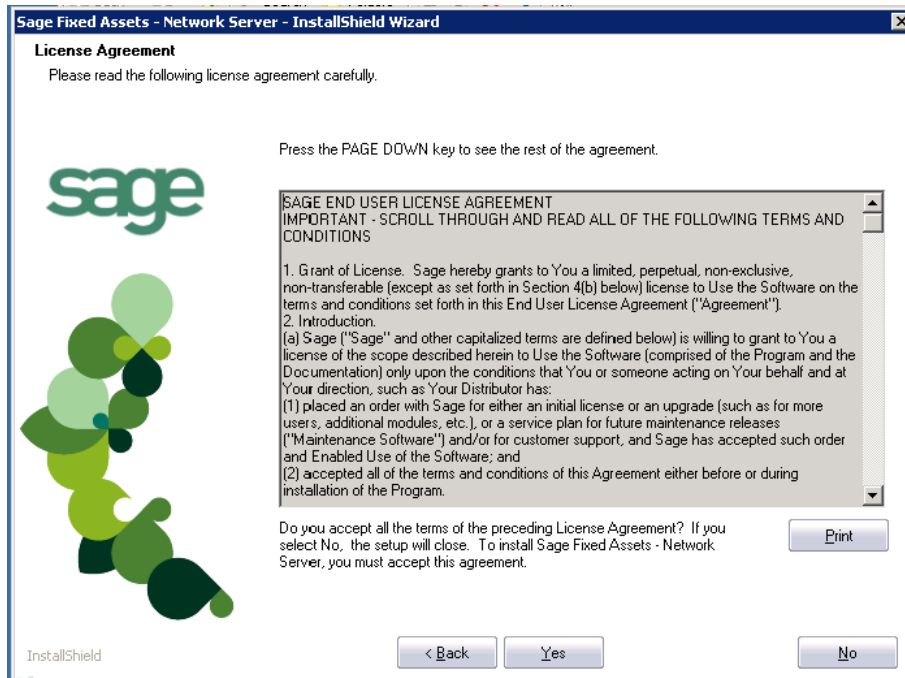 Sage Fixed Assets - Network Server - InstallShield Wizard
License Agreement
Please read the following license agreement carefully.
Press the PAGE DOWN key to see the rest of the agreement.
sage
SAGE END USER LICENSE AGREEMENT
IMPORTANT - SCROLL THROUGH AND READ ALL OF THE FOLLOWING TERMS AND
CONDITIONS
1. Grant of License.  Sage hereby grants to You a limited, perpetual, non-exclusive,
non-transferable (except as set forth in Section 4(b) below) license to Use the Software on the
terms and conditions set forth in this End User License Agreement ("Agreement").
2. Introduction.
(a) Sage ("Sage" and other capitalized terms are defined below) is willing to grant to You a
license of the scope described herein to Use the Software (comprised of the Program and the
Documentation) only upon the conditions that You or someone acting on Your behalf and at
Your direction, such as Your Distributor has:
(1) placed an order with Sage for either an initial license or an upgrade (such as for more
users, additional modules, etc.), or a service plan for future maintenance releases
("Maintenance Software") and/or for customer support, and Sage has accepted such order
and Enabled Use of the Software; and
(2) accepted all of the terms and conditions of this Agreement either before or during
installation of the Program.
Do you accept all the terms of the preceding License Agreement?  If you
select No,  the setup will close.  To install Sage Fixed Assets - Network
Server, you must accept this agreement.
Print
InstallShield
< Back
Yes
No